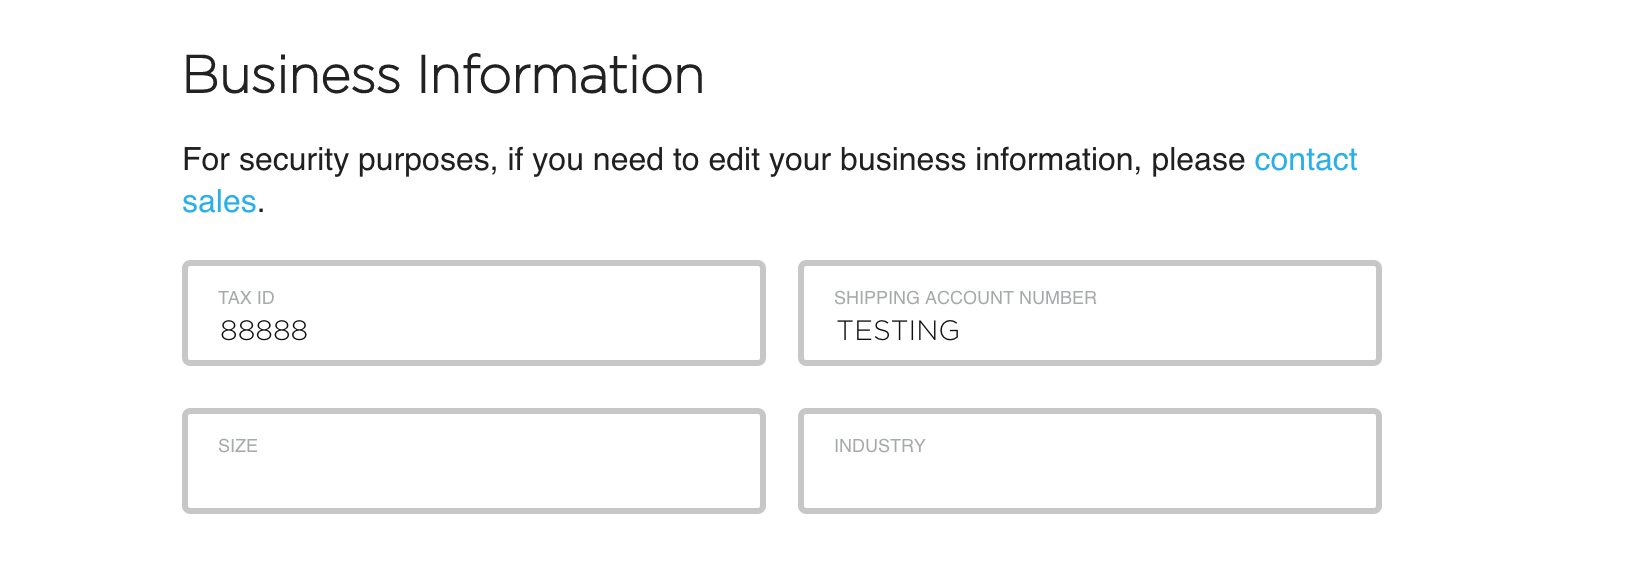 Business Information
For security purposes, if you need to edit your business information, please contact
sales.
TAX ID
88888
SHIPPING ACCOUNT NUMBER
TESTING
SIZE
INDUSTRY